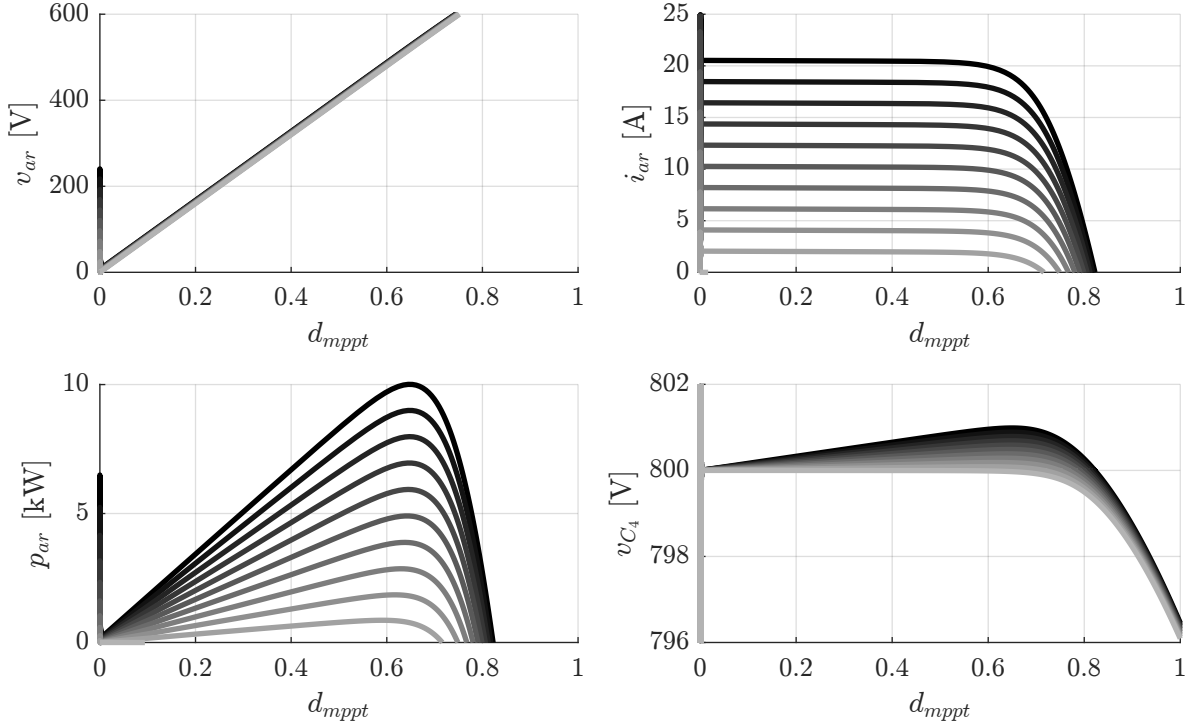 600
400
200
0
v_{ar} [V]
0 0.2 0.4 0.6 0.8 1
d_{mppt}
25
20
15
10
5
0
i_{ar} [A]
0 0.2 0.4 0.6 0.8 1
d_{mppt}
10
5
0
p_{ar} [kW]
0 0.2 0.4 0.6 0.8 1
d_{mppt}
802
800
798
796
v_{C_4} [V]
0 0.2 0.4 0.6 0.8 1
d_{mppt}